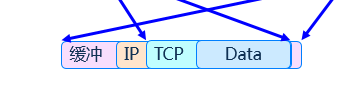 缓冲 IP TCP Data